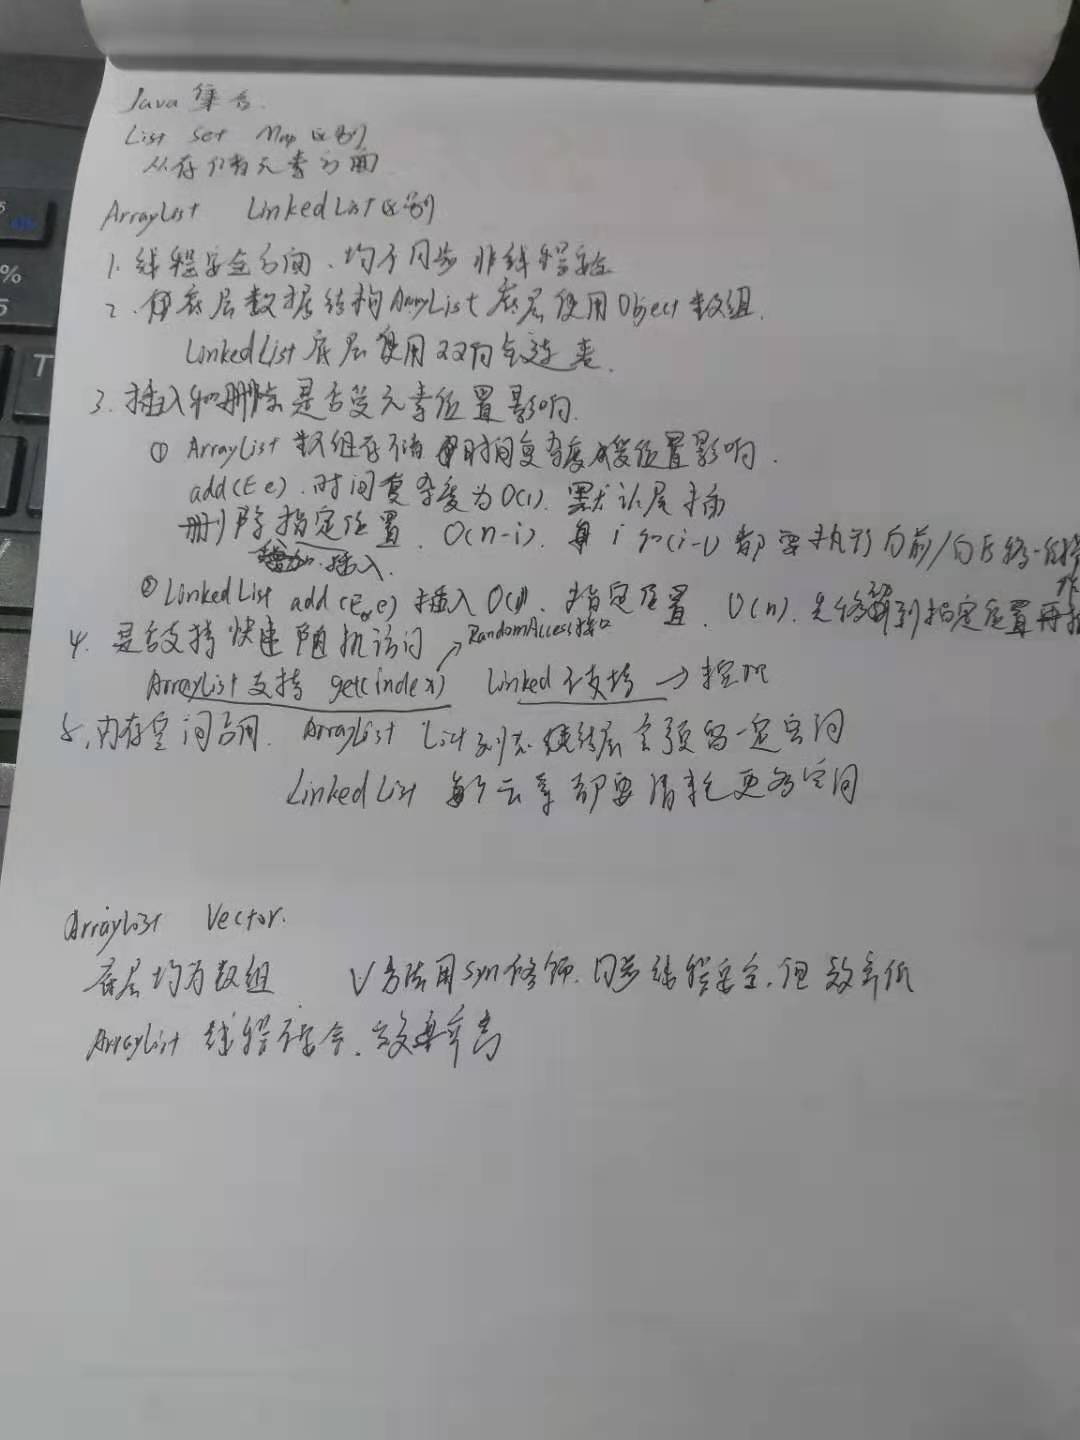 Java 集合.
List Set Map 区别
从存储元素方面
ArrayList LinkedList 区别
1. 线程安全方面、均不同步 非线程安全
2、底层数据结构 ArrayList 底层使用 Object 数组.
LinkedList 底层使用双向链表.
3. 插入和删除是否受元素位置影响.
① ArrayList 数组存储 时间复杂度受位置影响.
add(E e). 时间复杂度为 O(1). 默认尾插
删除指定位置、O(n-i). 第 i 和 (i-1) 都要执行向前/向后移一位操作
插入.
② LinkedList add(E, e) 插入 O(1)、指定位置、O(n). 先移到指定位置再插
4. 是否支持快速随机访问 RandomAccess接口
ArrayList 支持 get(index) Linked 不支持 →
5、内存空间占用. ArrayList List列表 结尾会预留一定空间
LinkedList 每个元素都要消耗更多空间
ArrayList Vector.
底层均为数组 V方法用syn修饰.同步线程安全.但效率低
ArrayList 线程不安全、效率高
T
%
5